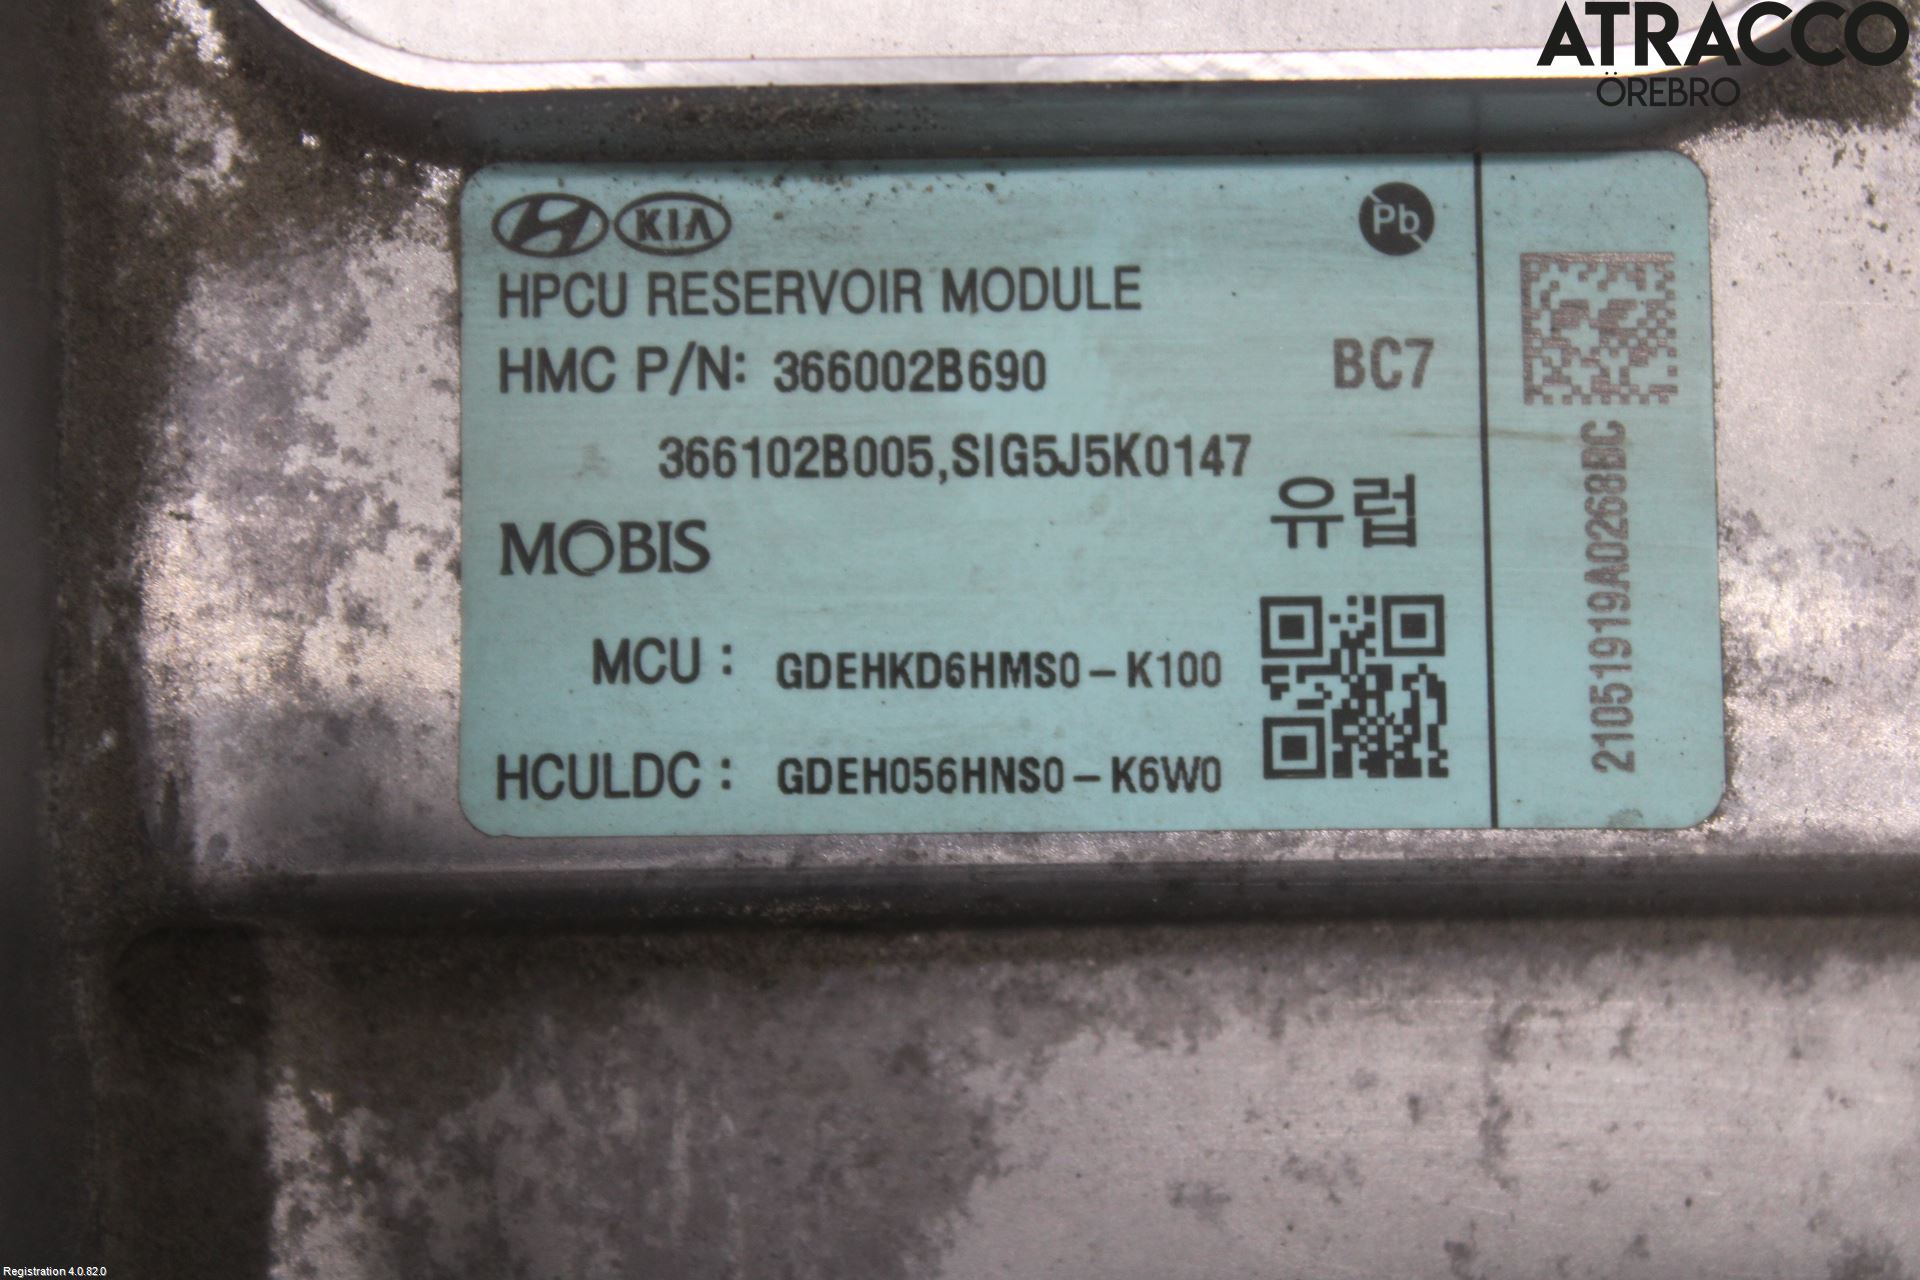 ATRACCO
ÖREBRO
KIA
Pb
HPCU RESERVOIR MODULE
HMC P/N: 366002B690
BC7
366102B005,SIG5J5K0147
유럽
MOBIS
MCU : GDEHKD6HMS0-K100
HCULDC : GDEH056HNS0-K6W0
21051919A0268BC
Registration 4.0.82.0